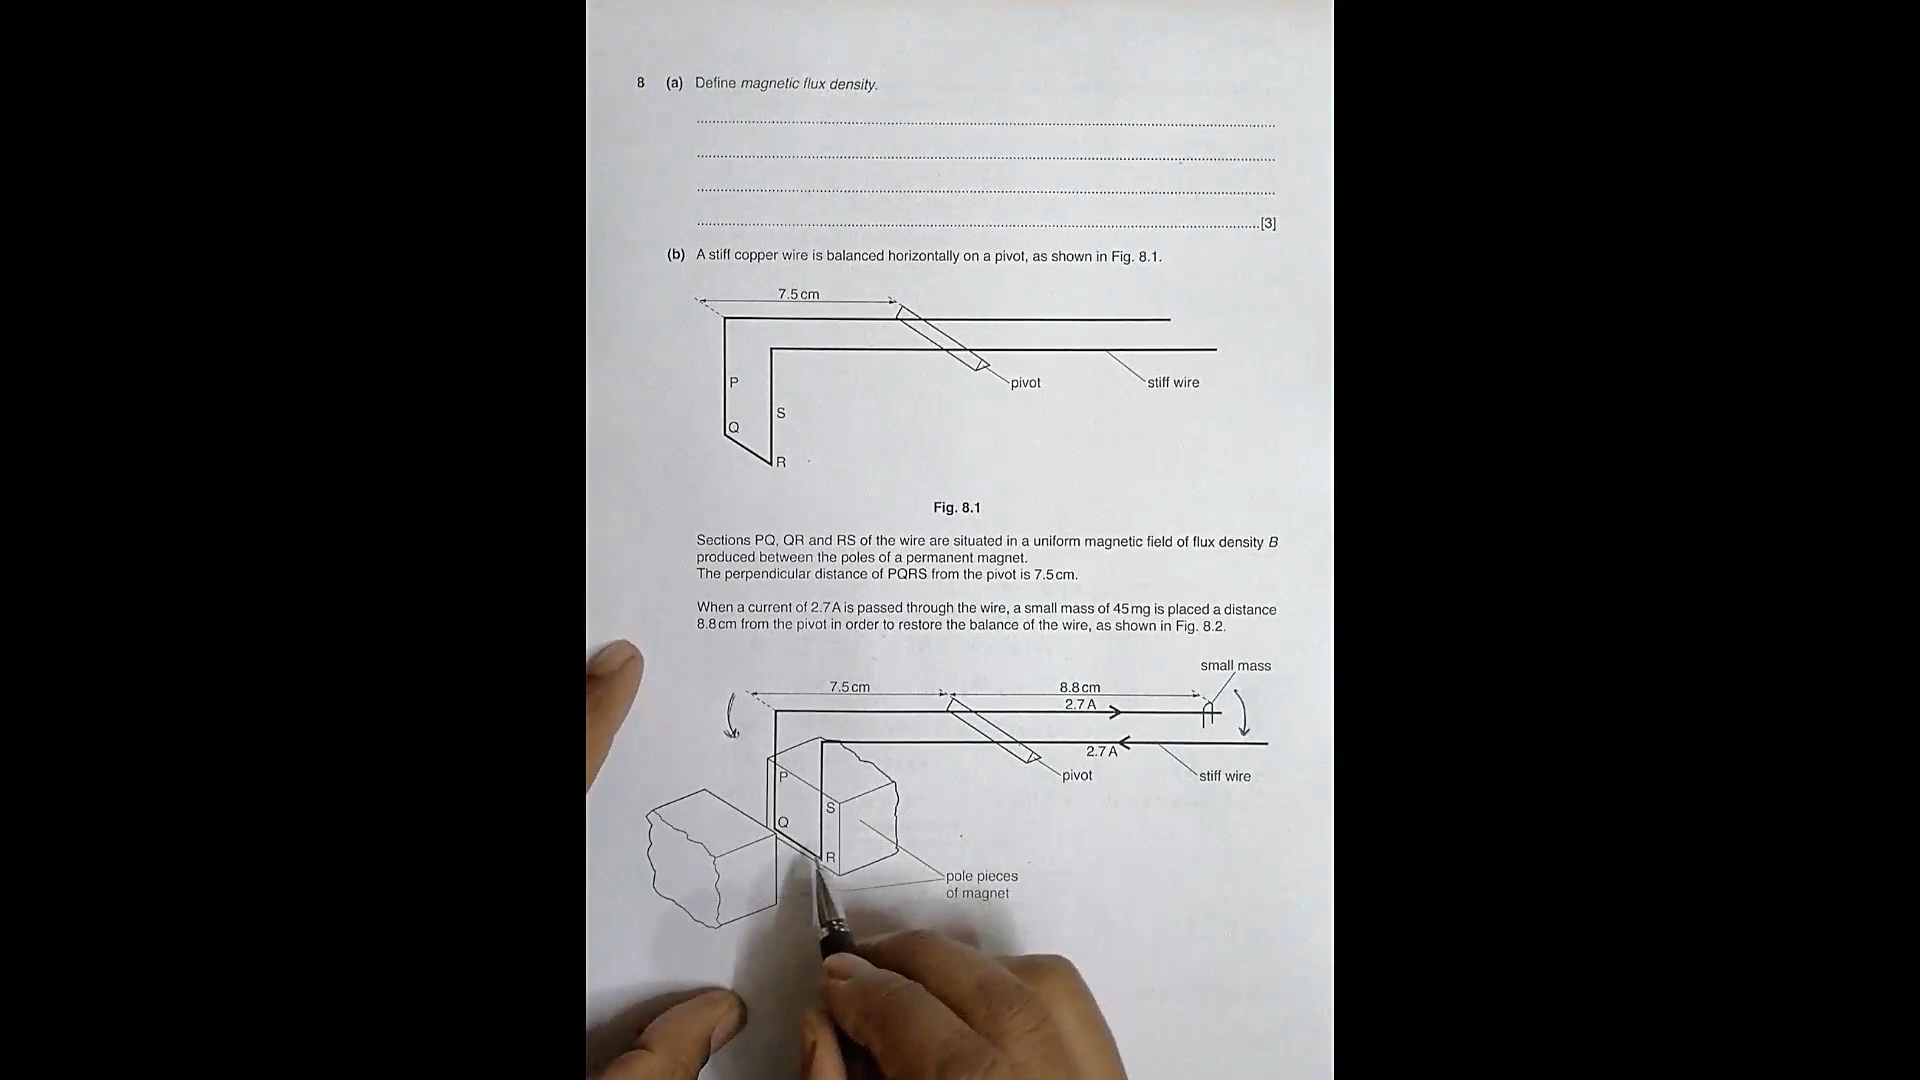 8 (a) Define magnetic flux density.
[3]
(b) A stiff copper wire is balanced horizontally on a pivot, as shown in Fig. 8.1.
7.5 cm
P
S
Q
R
pivot
stiff wire
Fig. 8.1
Sections PQ, QR and RS of the wire are situated in a uniform magnetic field of flux density B
produced between the poles of a permanent magnet.
The perpendicular distance of PQRS from the pivot is 7.5 cm.
When a current of 2.7 A is passed through the wire, a small mass of 45 mg is placed a distance
8.8 cm from the pivot in order to restore the balance of the wire, as shown in Fig. 8.2.
small mass
7.5 cm
8.8 cm
2.7 A
2.7 A
P
pivot
stiff wire
S
Q
R
pole pieces
of magnet